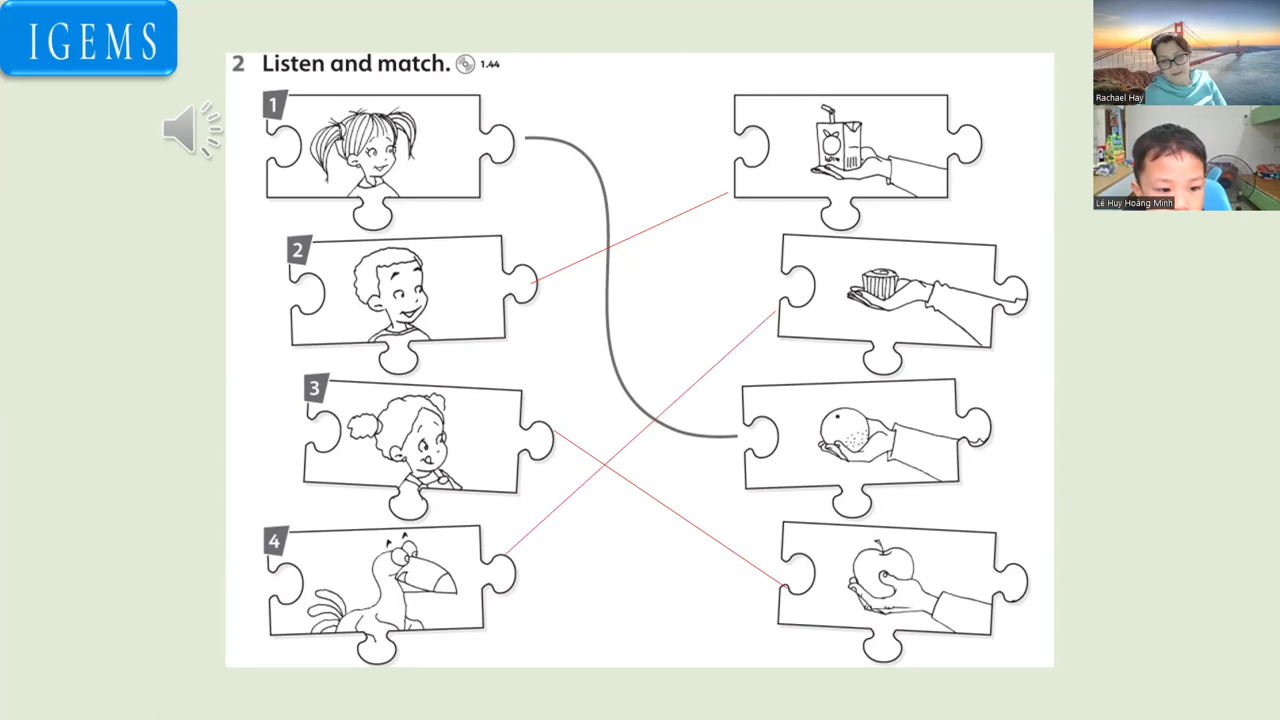 IGEMS
2 Listen and match. 1.44
1
2
3
4
Rachael Hay
Lê Huy Hoàng Minh